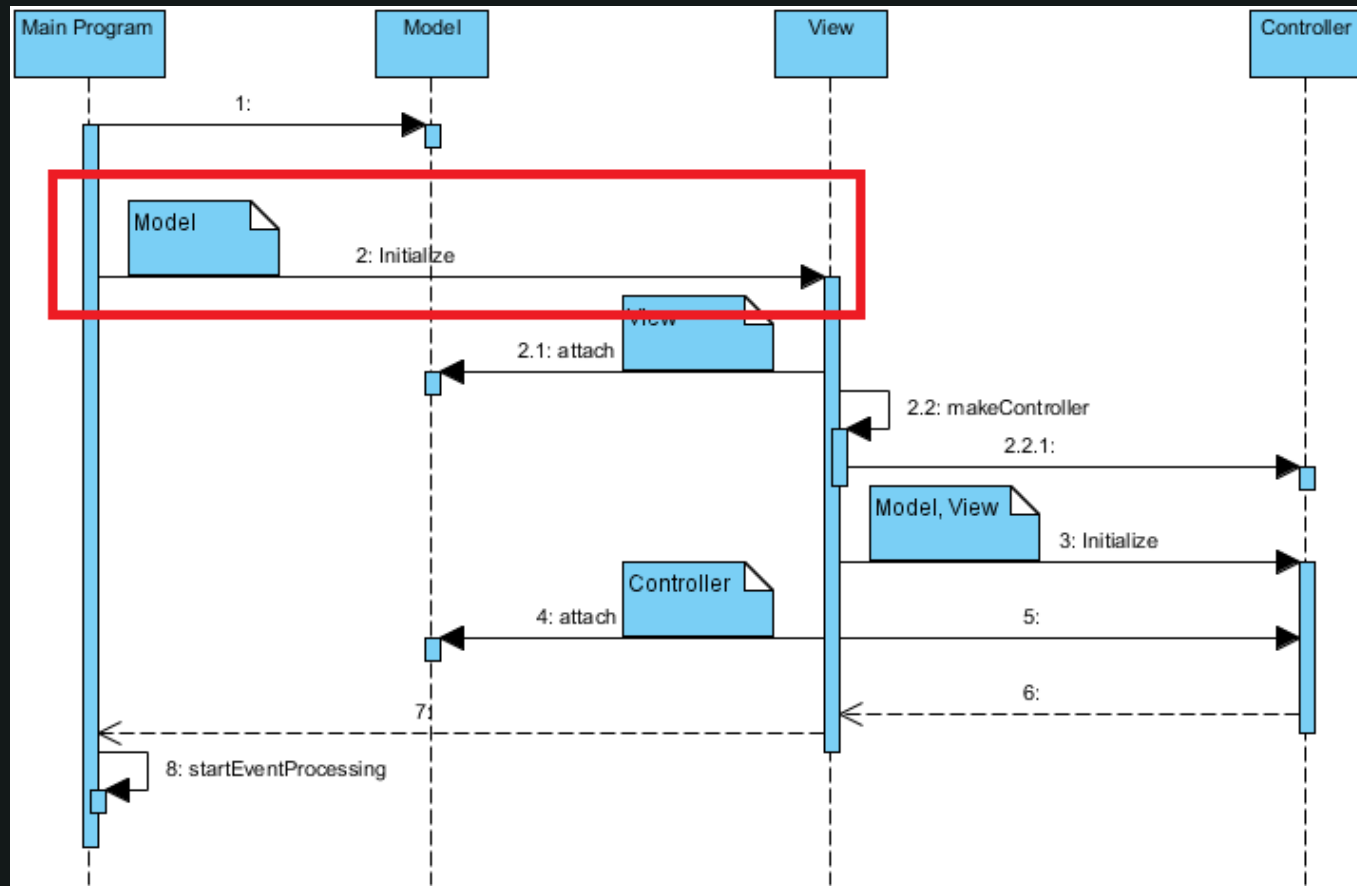 Main Program
Model
View
Controller
1:
Model
2: Initialize
View
2.1: attach
2.2: makeController
2.2.1:
Model, View
3: Initialize
Controller
4: attach
5:
6:
7:
8: startEventProcessing